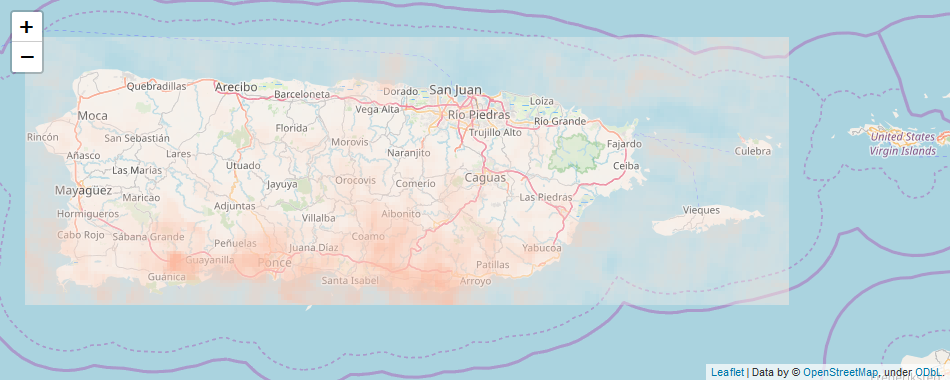 +
−
Quebradillas
Arecibo
Barceloneta
Dorado
San Juan
Loíza
Moca
Vega Alta
Río Piedras
Río Grande
Rincón
San Sebastián
Florida
Morovis
Trujillo Alto
Fajardo
United States
Virgin Islands
Añasco
Lares
Naranjito
Culebra
Las Marías
Utuado
Ceiba
Mayagüez
Jayuya
Orocovis
Comerio
Caguas
Maricao
Las Piedras
Hormigueros
Adjuntas
Villalba
Aibonito
Vieques
Cabo Rojo
Sábana Grande
Peñuelas
Juana Díaz
Coamo
Yabucoa
Guayanilla
Ponce
Patillas
Guánica
Santa Isabel
Arroyo
Leaflet | Data by © OpenStreetMap, under ODbL.